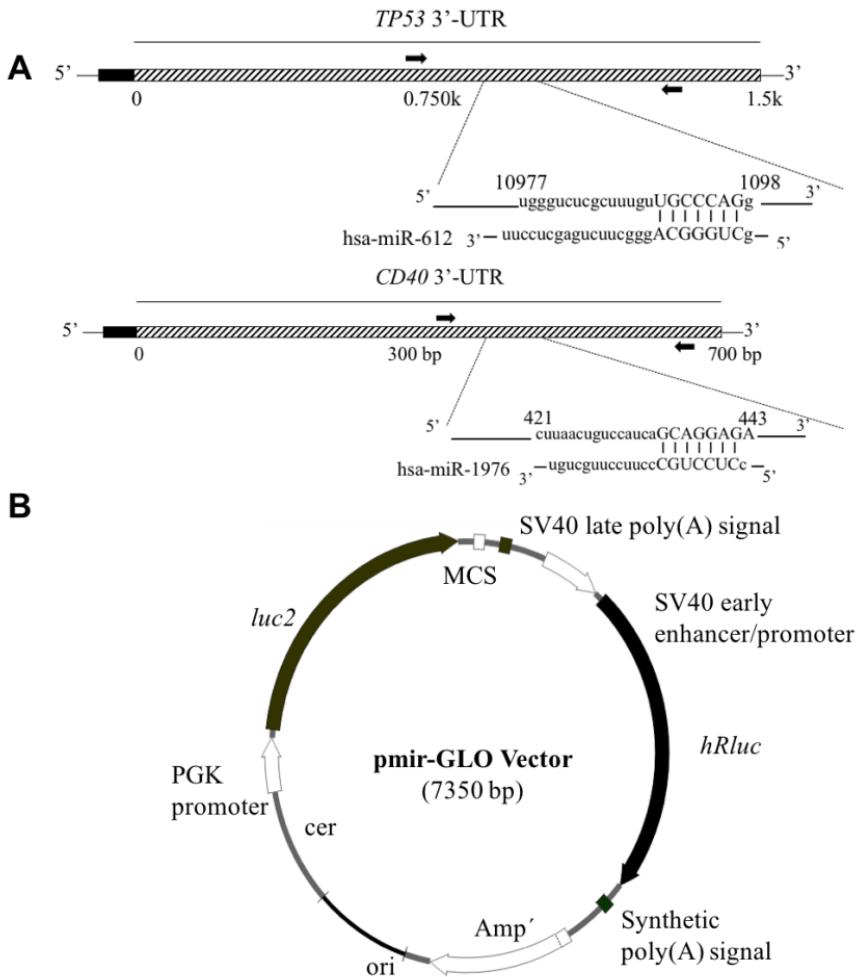 TP53 3’-UTR
A
5’
3’
0
0.750k
1.5k
5’
10977
1098
3’
ugggucucgcuuuguUGCCCAGg
hsa-miR-612
3’
uuccucgagucuucgggACGGGUCg
5’
CD40 3’-UTR
5’
3’
0
300 bp
700 bp
5’
421
443
3’
cuuaacuguccaucaGCAGGAGA
hsa-miR-1976
3’
ugucguuccuuccCGUCCUCc
5’
B
SV40 late poly(A) signal
MCS
SV40 early
enhancer/promoter
luc2
hRluc
pmir-GLO Vector
(7350 bp)
PGK
promoter
cer
Amp´
Synthetic
poly(A) signal
ori